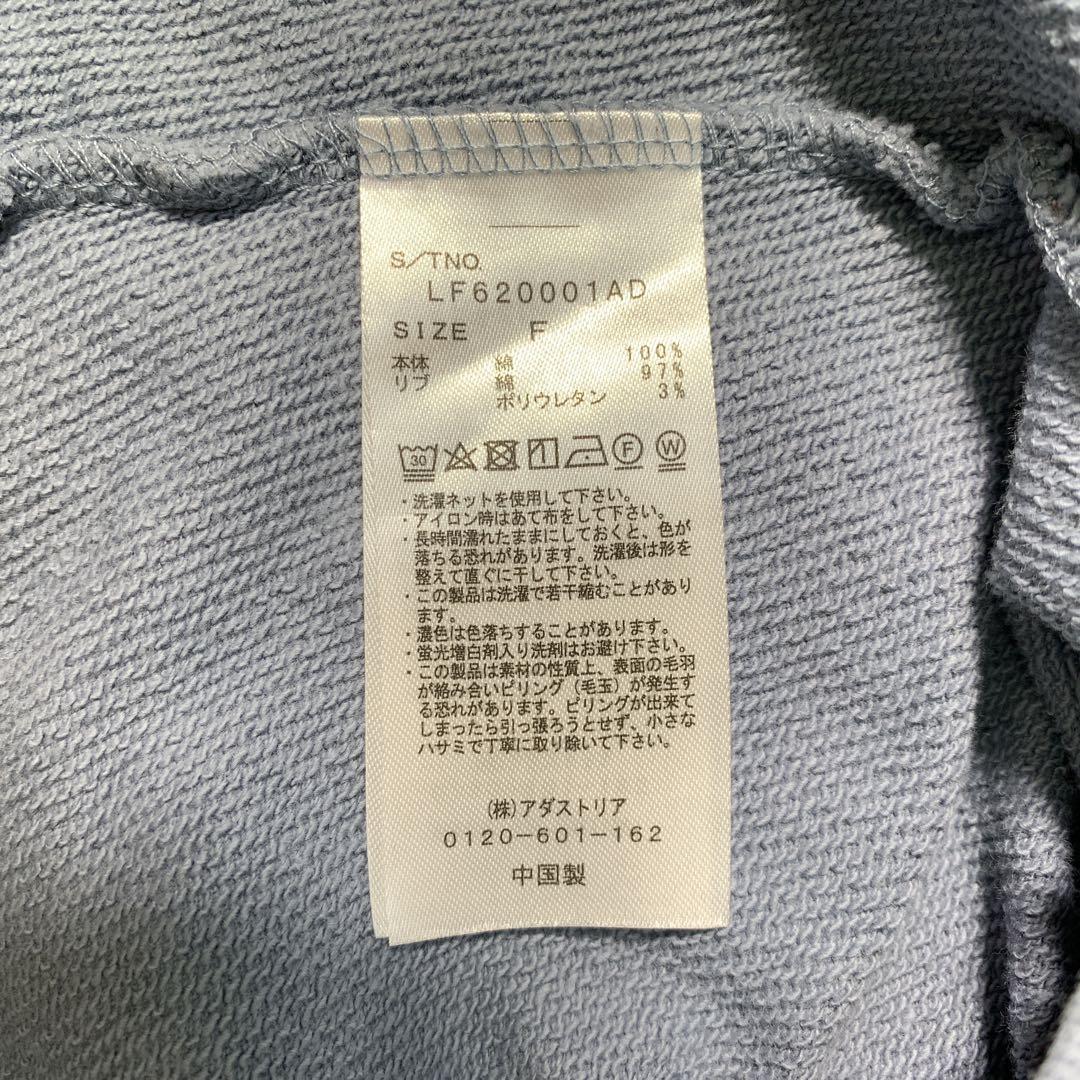 S/TNO.
LF620001AD
SIZE F
本体 綿 100%
リブ 綿 97%
ポリウレタン 3%
30 F W
・洗濯ネットを使用して下さい。
・アイロン時はあて布をして下さい。
・長時間濡れたままにしておくと、色が
落ちる恐れがあります。洗濯後は形を
整えて直ぐに干して下さい。
・この製品は洗濯で若干縮むことがあり
ます。
・濃色は色落ちすることがあります。
・蛍光増白剤入り洗剤はお避け下さい。
・この製品は素材の性質上、表面の毛羽
が絡み合いピリング（毛玉）が発生す
る恐れがあります。ピリングが出来て
しまったら引っ張ろうとせず、小さな
ハサミで丁寧に取り除いて下さい。
(株)アダストリア
0120-601-162
中国製